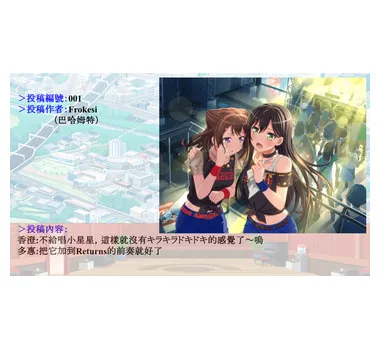 ＞投稿編號:001
＞投稿作者:Frokesi
(巴哈姆特)
＞投稿內容:
香澄:不給唱小星星，這樣就沒有キラキラドキドキ的感覺了～嗚
多惠:把它加到Returns的前奏就好了